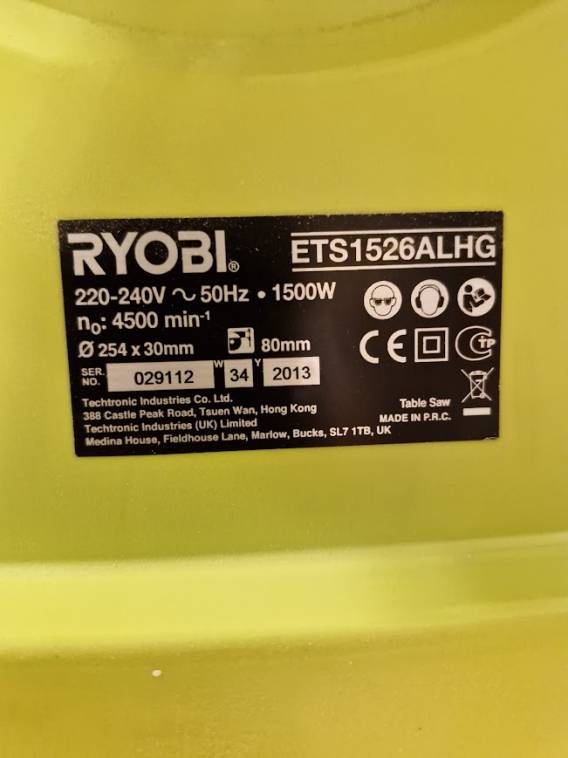 RYOBI® ETS1526ALHG
220-240V ~ 50Hz • 1500W
n0: 4500 min-1
Ø 254 x 30mm 80mm
SER. NO. 029112 W 34 Y 2013
Techtronic Industries Co. Ltd.
388 Castle Peak Road, Tsuen Wan, Hong Kong
Techtronic Industries (UK) Limited
Medina House, Fieldhouse Lane, Marlow, Bucks, SL7 1TB, UK
CE
Table Saw
MADE IN P.R.C.